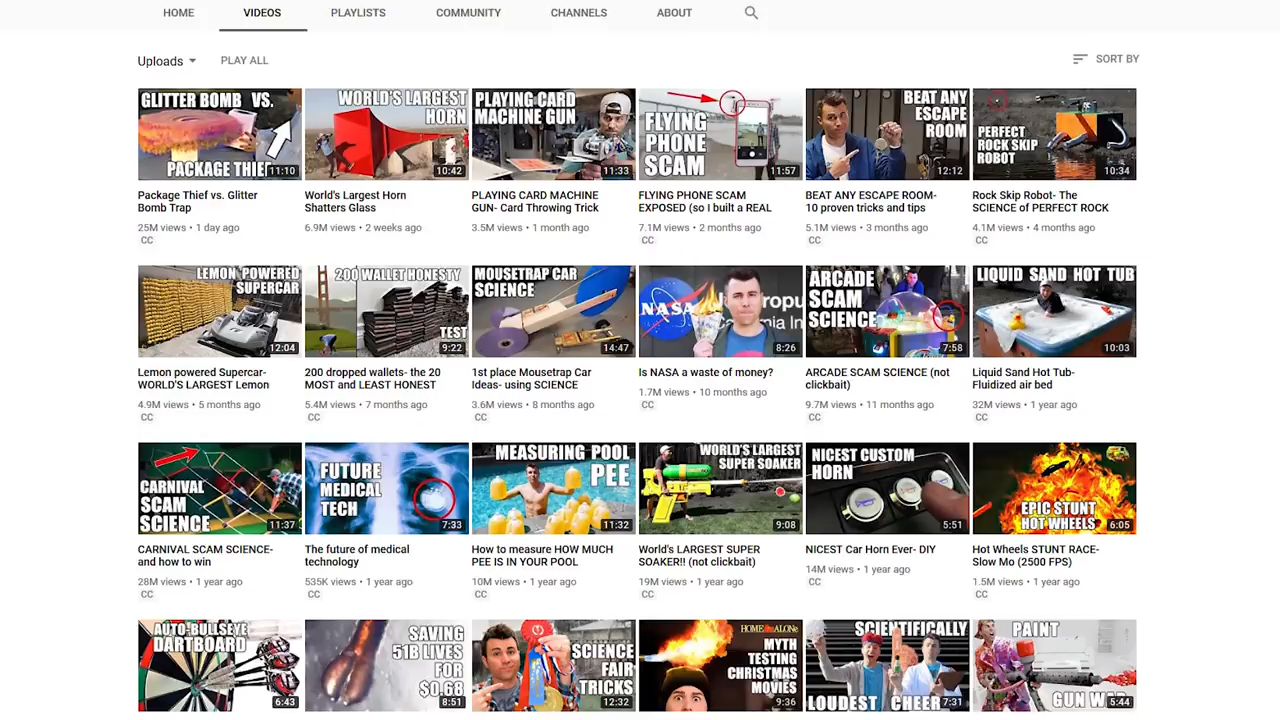 HOME VIDEOS PLAYLISTS COMMUNITY CHANNELS ABOUT
Uploads PLAY ALL SORT BY
GLITTER BOMB VS.
PACKAGE THIEF
11:10
Package Thief vs. Glitter
Bomb Trap
25M views • 1 day ago
CC
WORLD'S LARGEST
HORN
10:42
World's Largest Horn
Shatters Glass
6.9M views • 2 weeks ago
PLAYING CARD
MACHINE GUN
11:33
PLAYING CARD MACHINE
GUN- Card Throwing Trick
3.5M views • 1 month ago
FLYING
PHONE
SCAM
11:57
FLYING PHONE SCAM
EXPOSED (so I built a REAL
7.1M views • 2 months ago
CC
BEAT ANY
ESCAPE
ROOM
12:12
BEAT ANY ESCAPE ROOM-
10 proven tricks and tips
5.1M views • 3 months ago
CC
PERFECT
ROCK SKIP
ROBOT
10:34
Rock Skip Robot- The
SCIENCE of PERFECT ROCK
4.1M views • 4 months ago
CC
LEMON POWERED
SUPERCAR
12:04
Lemon powered Supercar-
WORLD'S LARGEST Lemon
4.9M views • 5 months ago
CC
200 WALLET HONESTY
TEST
9:22
200 dropped wallets- the 20
MOST and LEAST HONEST
5.4M views • 7 months ago
CC
MOUSETRAP CAR
SCIENCE
14:47
1st place Mousetrap Car
Ideas- using SCIENCE
3.6M views • 8 months ago
CC
NASA
8:26
Is NASA a waste of money?
1.7M views • 10 months ago
CC
ARCADE
SCAM
SCIENCE
7:58
ARCADE SCAM SCIENCE (not
clickbait)
9.7M views • 11 months ago
CC
LIQUID SAND HOT TUB
10:03
Liquid Sand Hot Tub-
Fluidized air bed
32M views • 1 year ago
CC
CARNIVAL
SCAM
SCIENCE
11:37
CARNIVAL SCAM SCIENCE-
and how to win
28M views • 1 year ago
CC
FUTURE
MEDICAL
TECH
7:33
The future of medical
technology
535K views • 1 year ago
CC
MEASURING POOL
PEE
11:32
How to measure HOW MUCH
PEE IS IN YOUR POOL
10M views • 1 year ago
CC
WORLD'S LARGEST
SUPER SOAKER
9:08
World's LARGEST SUPER
SOAKER!! (not clickbait)
19M views • 1 year ago
CC
NICEST CUSTOM
HORN
5:51
NICEST Car Horn Ever- DIY
14M views • 1 year ago
CC
EPIC STUNT
HOT WHEELS
6:05
Hot Wheels STUNT RACE-
Slow Mo (2500 FPS)
1.5M views • 1 year ago
CC
AUTO-BULLSEYE
DARTBOARD
6:43
SAVING
51B LIVES
FOR
$0.68
8:51
SCIENCE
FAIR
TRICKS
12:32
HOME ALONe
MYTH
TESTING
CHRISTMAS
MOVIES
9:36
SCIENTIFICALLY
LOUDEST CHEER
7:31
PAINT
GUN
5:44